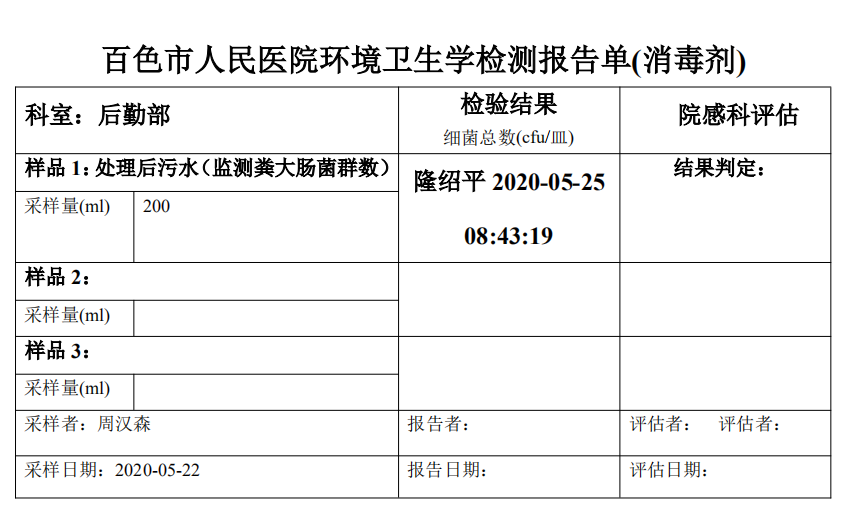 百色市人民医院环境卫生学检测报告单(消毒剂)
科室：后勤部
检验结果
细菌总数(cfu/皿)
院感科评估
样品1：处理后污水（监测粪大肠菌群数）
采样量(ml) 200
隆绍平 2020-05-25
08:43:19
结果判定：
样品2：
采样量(ml)
样品3：
采样量(ml)
采样者：周汉森 报告者： 评估者： 评估者：
采样日期：2020-05-22 报告日期： 评估日期：